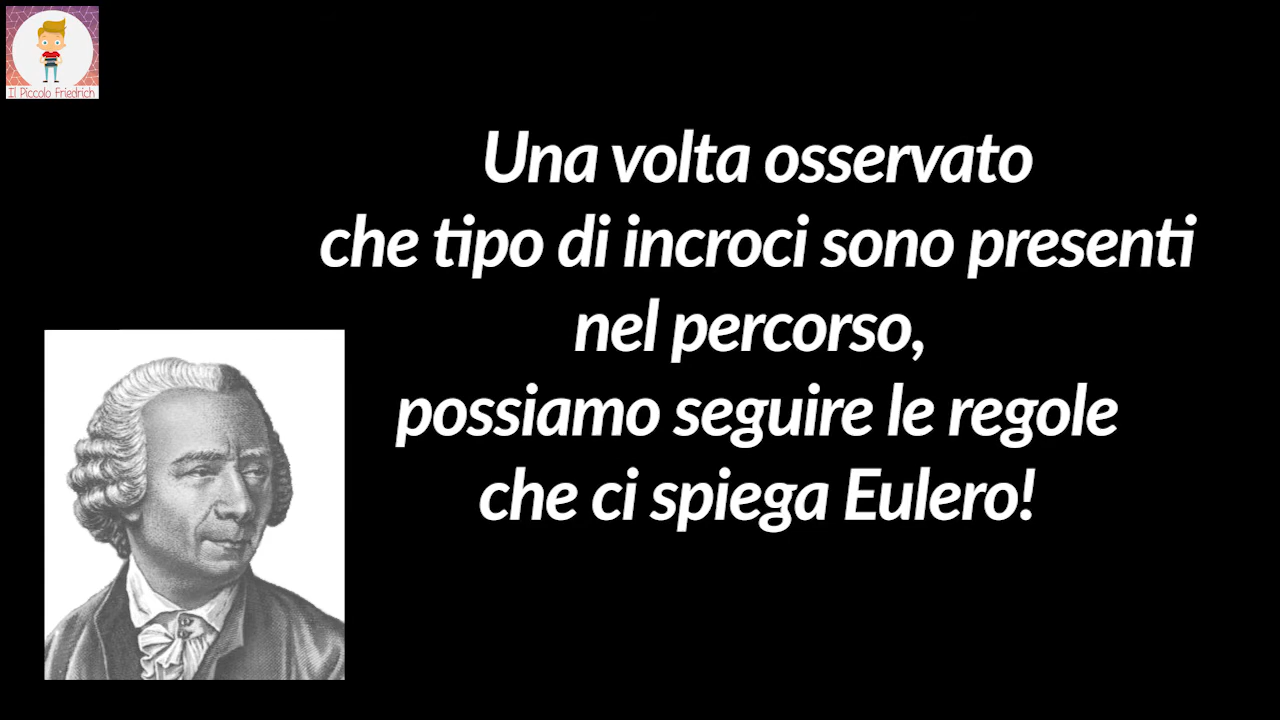 Il Piccolo Friedrich
Una volta osservato
che tipo di incroci sono presenti
nel percorso,
possiamo seguire le regole
che ci spiega Eulero!